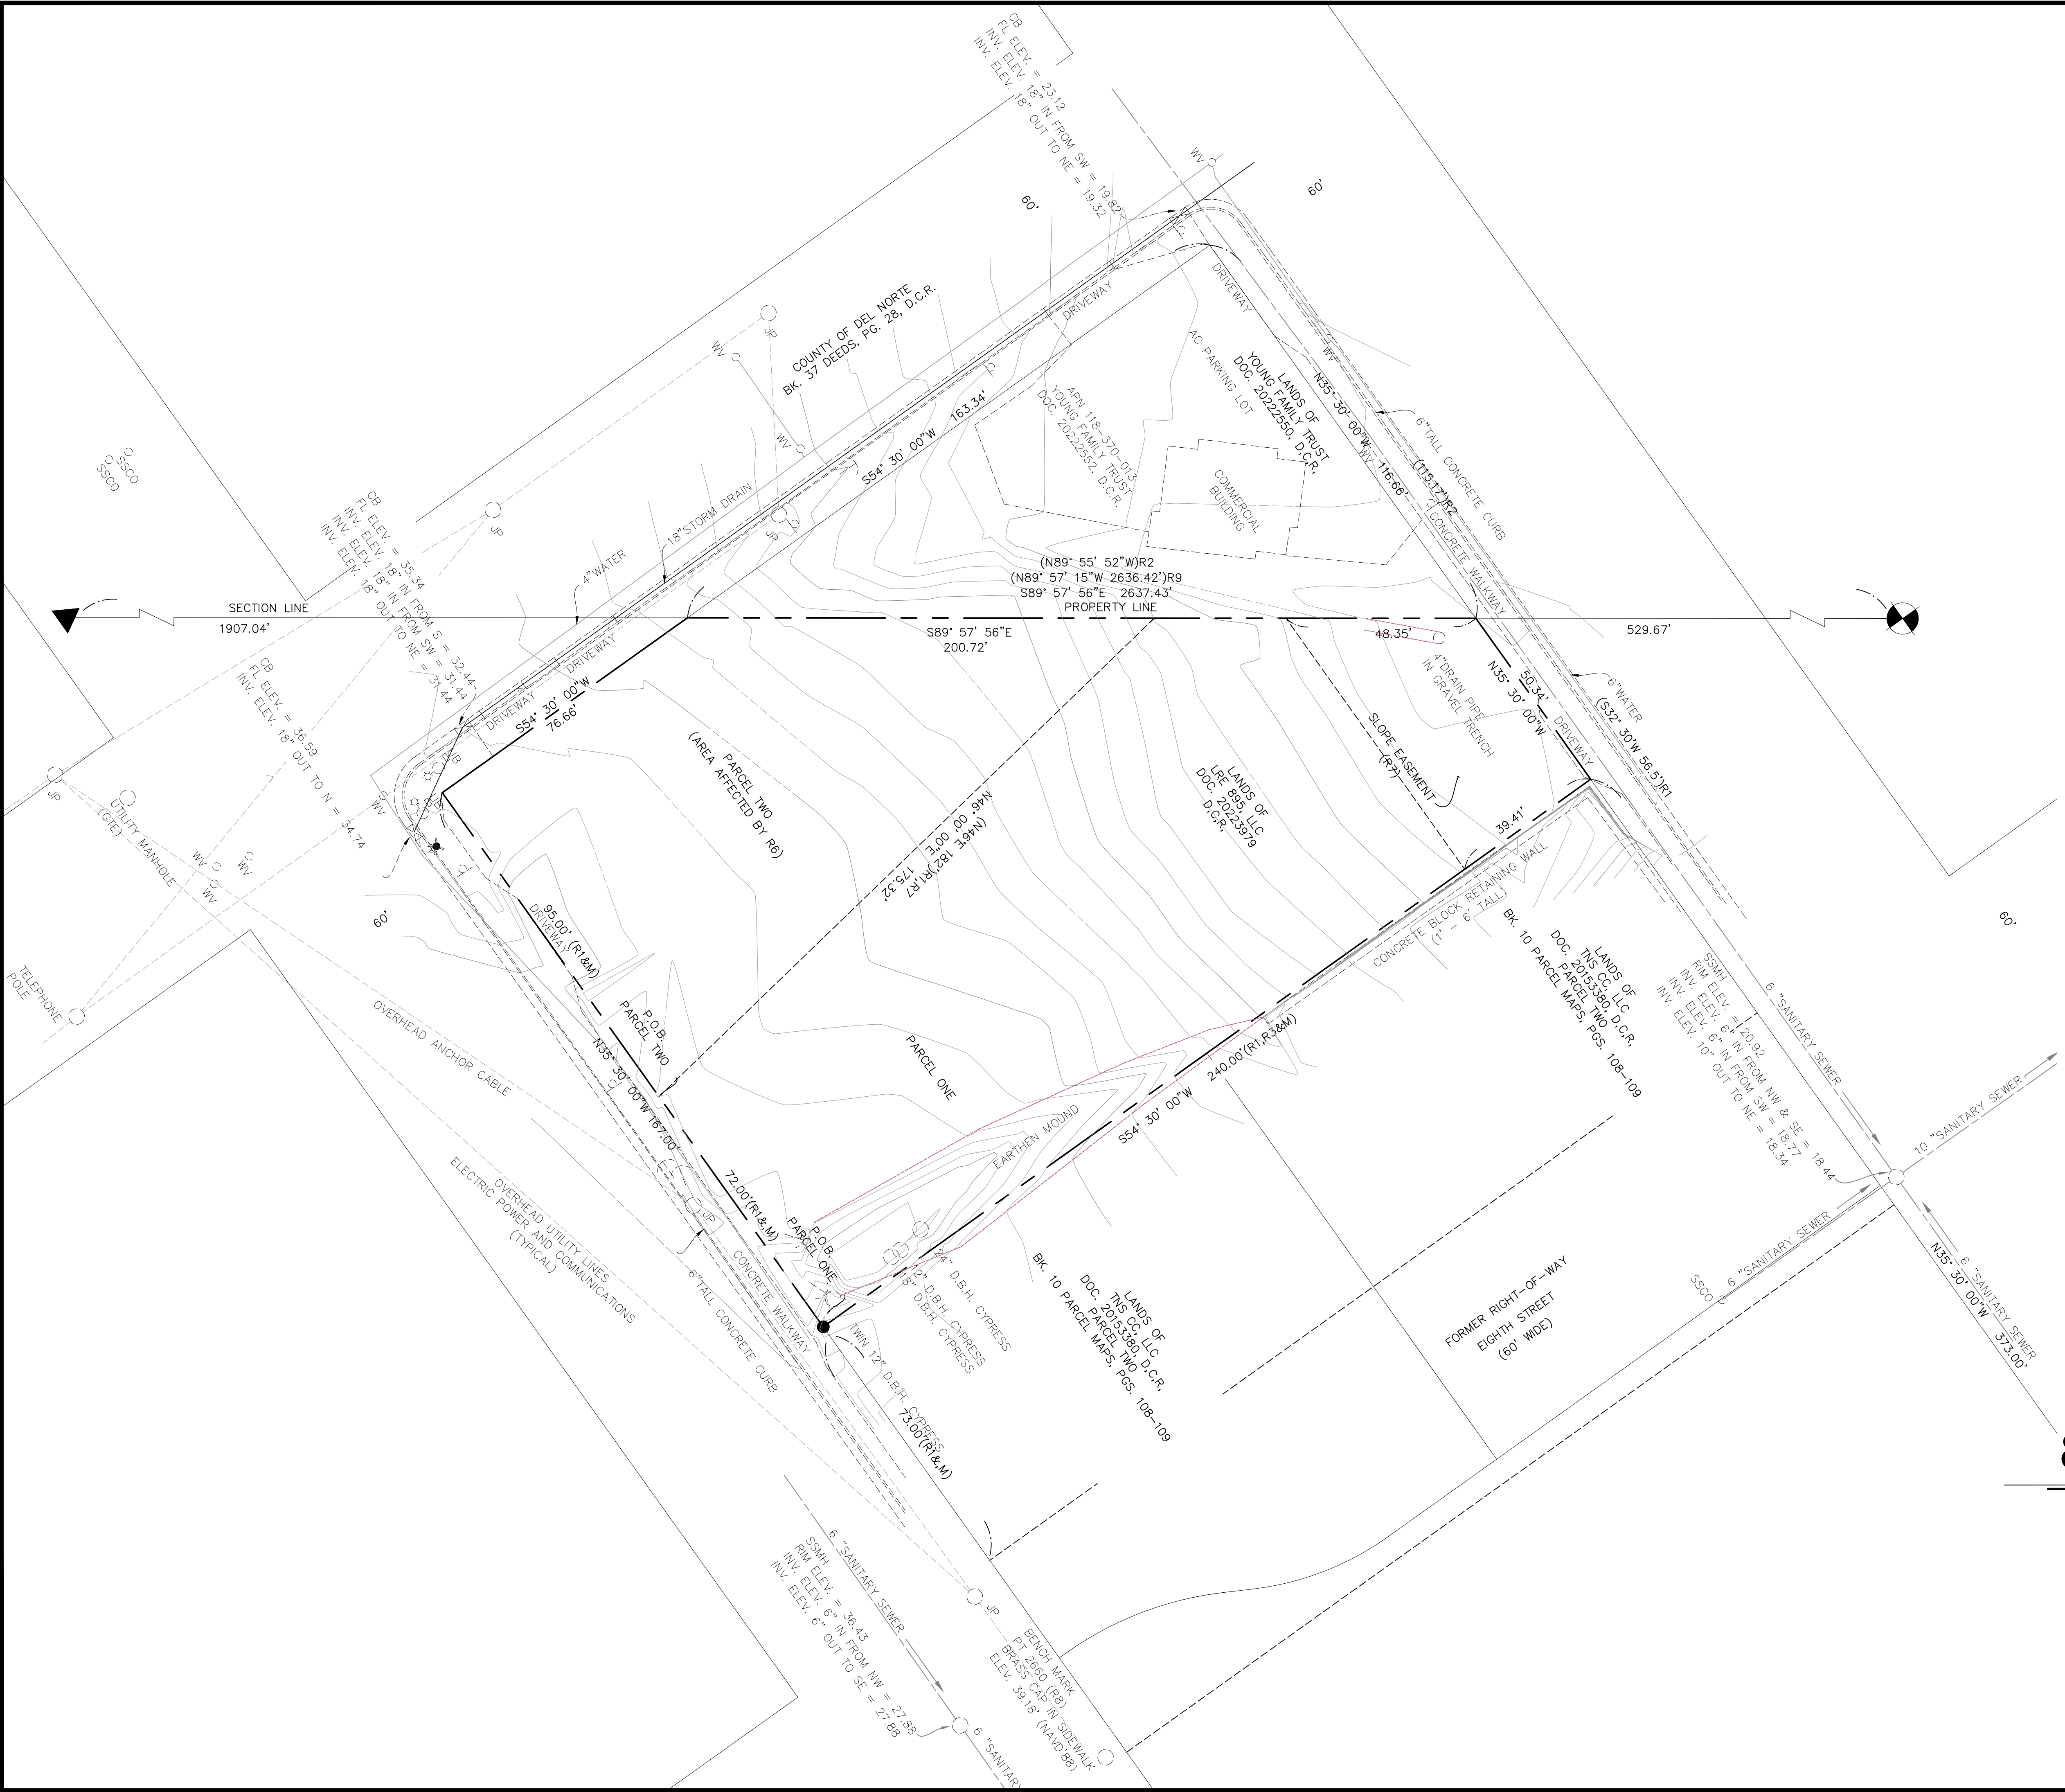 CB
FL ELEV. = 23.12
INV. ELEV. 18" IN FROM SW = 19.82
INV. ELEV. 18" OUT TO NE = 19.32
WV
60'
60'
COUNTY OF DEL NORTE
BK. 37 DEEDS, PG. 28, D.C.R.
JP
WV
WV
DRIVEWAY
DRIVEWAY
AC PARKING LOT
LANDS OF
YOUNG FAMILY TRUST
DOC. 20222550, D,C,R,
WV
N35° 30' 00"W
116.66'
(115.17')R2
WV
6"TALL CONCRETE CURB
APN 118-370-013
YOUNG FAMILY TRUST
DOC. 20222552, D.C.R.
S54° 30' 00"W
163.34'
COMMERCIAL
BUILDING
CONCRETE WALKWAY
SSCO
SSCO
JP
JP
18"STORM DRAIN
4"WATER
CB
FL ELEV. = 35.34
INV. ELEV. 18" IN FROM S = 32.44
INV. ELEV. 18" IN FROM SW = 31.44
INV. ELEV. 18" OUT TO NE = 31.44
(N89° 55' 52"W)R2
(N89° 57' 15"W 2636.42')R9
S89° 57' 56"E 2637.43'
PROPERTY LINE
SECTION LINE
1907.04'
S89° 57' 56"E
200.72'
48.35'
529.67'
4"DRAIN PIPE
IN GRAVEL TRENCH
N35° 30' 00"W
50.34'
DRIVEWAY
6"WATER
(S32° 30'W 56.5')R1
CB
FL ELEV. = 36.59
INV. ELEV. 18" OUT TO N = 34.74
DRIVEWAY
DRIVEWAY
S54° 30' 00"W
76.66'
PARCEL TWO
(AREA AFFECTED BY R6)
SLOPE EASEMENT
(R7)
LANDS OF
LRE 895, LLC
DOC. 20223979
D,C,R,
N46° 00' 00"E 175.32'
(N46°E 182')R1,R7
39.41'
JP
UTILITY MANHOLE
(GTE)
WV
WV
WV
WV
60'
95.00' (R1&M)
DRIVEWAY
CONCRETE BLOCK RETAINING WALL
(1' - 6' TALL)
LANDS OF
TNS CC, LLC
DOC. 20153380, D,C,R,
PARCEL TWO
BK. 10 PARCEL MAPS, PGS. 108-109
60'
TELEPHONE
POLE
OVERHEAD ANCHOR CABLE
P.O.B.
PARCEL TWO
N35° 30' 00"W 167.00'
PARCEL ONE
240.00'(R1,R3&M)
S54° 30' 00"W
EARTHEN MOUND
SSMH
RIM ELEV. = 20.92
INV. ELEV. 6" IN FROM NW & SE = 18.44
INV. ELEV. 6" IN FROM SW = 18.77
INV. ELEV. 10" OUT TO NE = 18.34
6 "SANITARY SEWER
10 "SANITARY SEWER
OVERHEAD UTILITY LINES
ELECTRIC POWER AND COMMUNICATIONS
(TYPICAL)
JP
72.00'(R1&,M)
P.O.B.
PARCEL ONE
CONCRETE WALKWAY
6"TALL CONCRETE CURB
24" D.B.H. CYPRESS
18" D.B.H. CYPRESS
TWIN 12" D.B.H. CYPRESS
73.00'(R1&,M)
LANDS OF
TNS CC, LLC
DOC. 20153380, D,C,R,
PARCEL TWO
BK. 10 PARCEL MAPS, PGS. 108-109
FORMER RIGHT-OF-WAY
EIGHTH STREET
(60' WIDE)
SSCO
6 "SANITARY SEWER
6 "SANITARY SEWER
N35° 30' 00"W 373.00'
6 "SANITARY SEWER
SSMH
RIM ELEV. = 36.43
INV. ELEV. 6" IN FROM NW = 27.88
INV. ELEV. 6" OUT TO SE = 27.88
6 "SANITARY
JP
BENCH MARK
PT 2660 (R8)
BRASS CAP IN SIDEWALK
ELEV. 39.18' (NAVD'88)